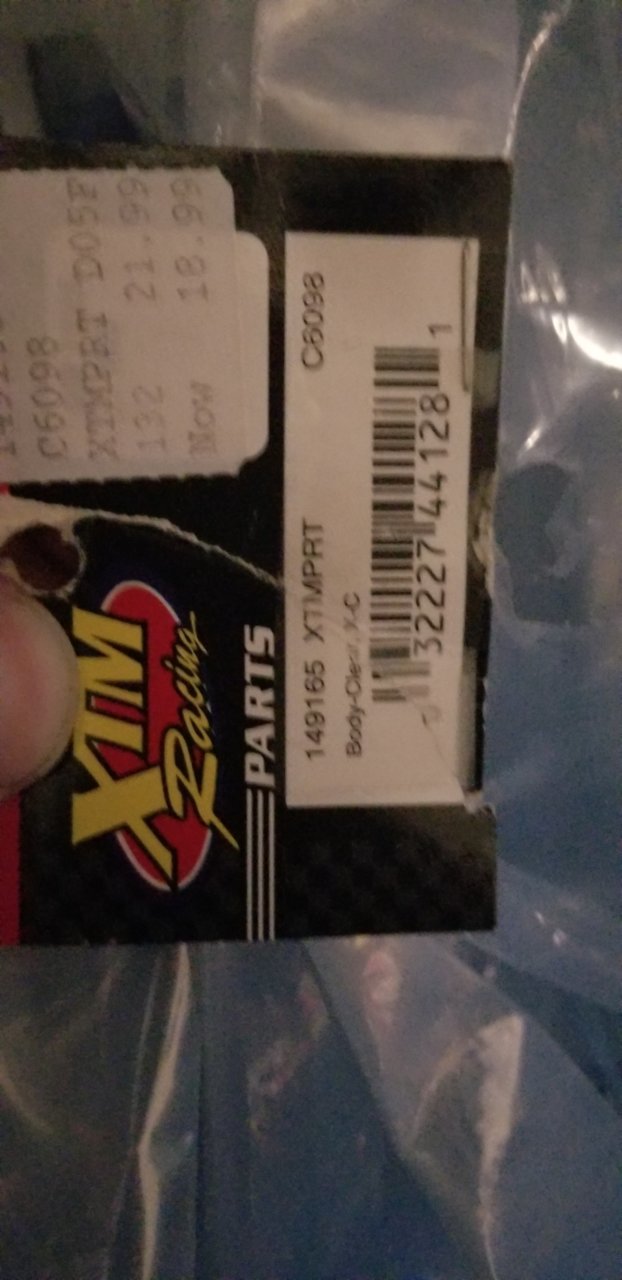 C6098
XTMPRT D05F
132 21.99
Now 18.99
XTM
Racing
PARTS
149165 XTMPRT C6098
Body-Clear, X-C
32227 44128 1